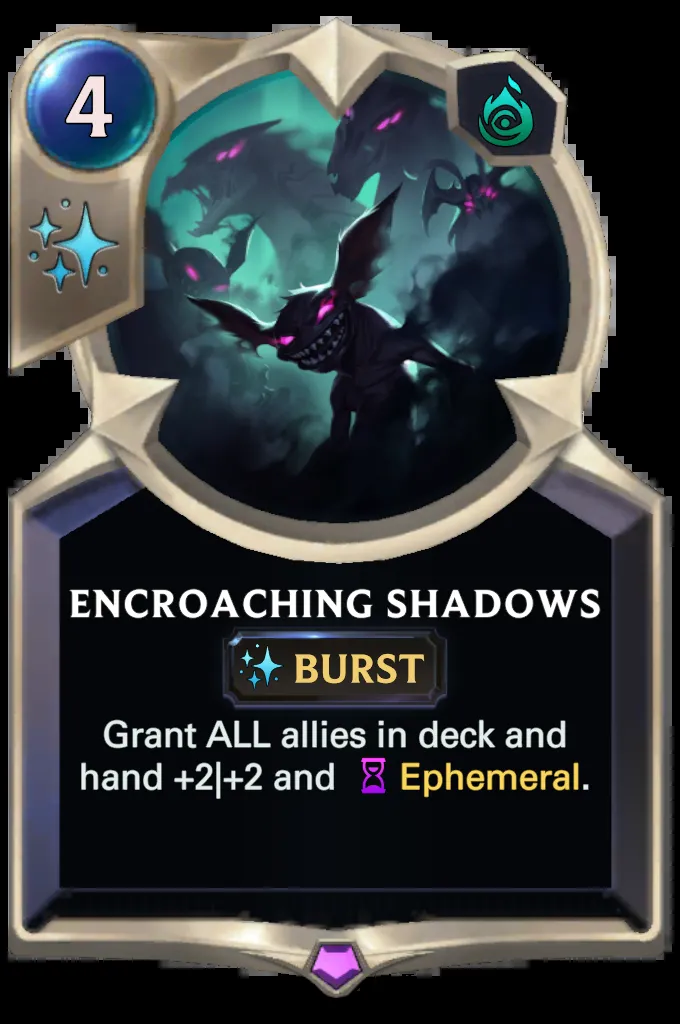 4
ENCROACHING SHADOWS
BURST
Grant ALL allies in deck and
hand +2|+2 and Ephemeral.